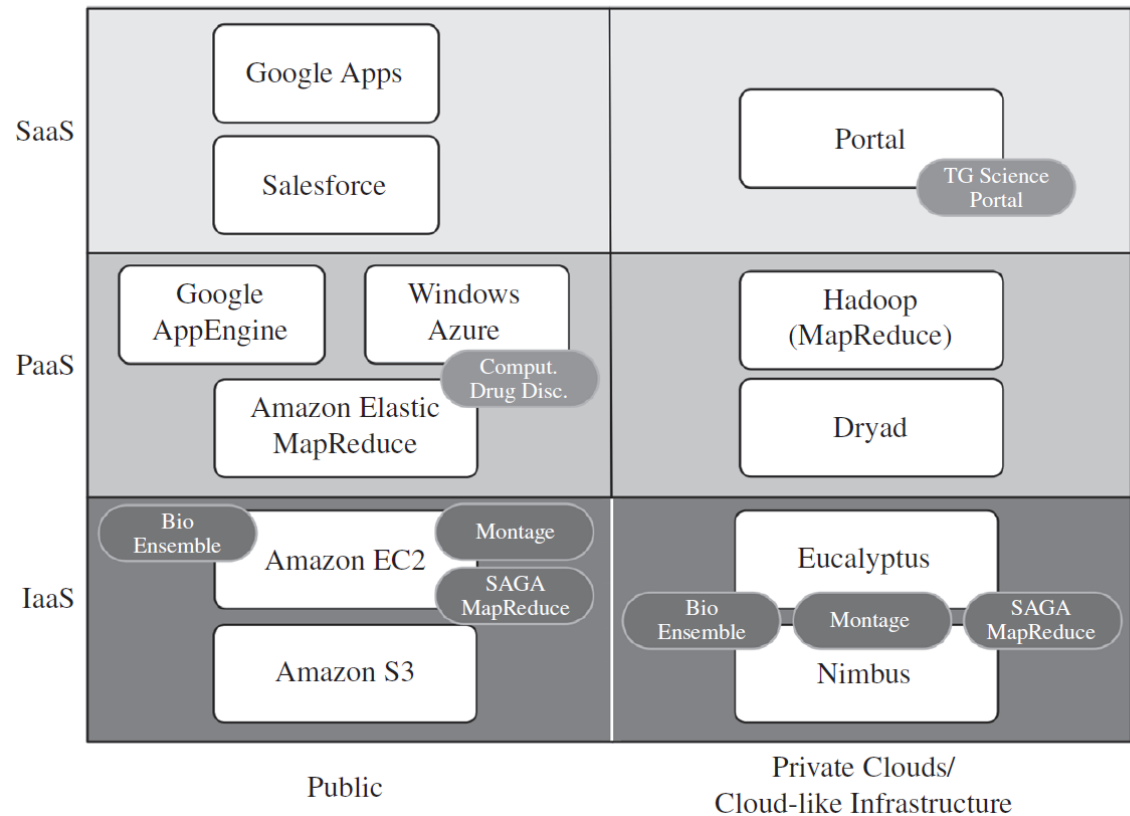 SaaS
Google Apps
Salesforce
Portal
TG Science
Portal
PaaS
Google
AppEngine
Windows
Azure
Comput.
Drug Disc.
Amazon Elastic
MapReduce
Hadoop
(MapReduce)
Dryad
IaaS
Bio
Ensemble
Amazon EC2
Montage
SAGA
MapReduce
Amazon S3
Eucalyptus
Bio
Ensemble
Montage
SAGA
MapReduce
Nimbus
Public
Private Clouds/
Cloud-like Infrastructure